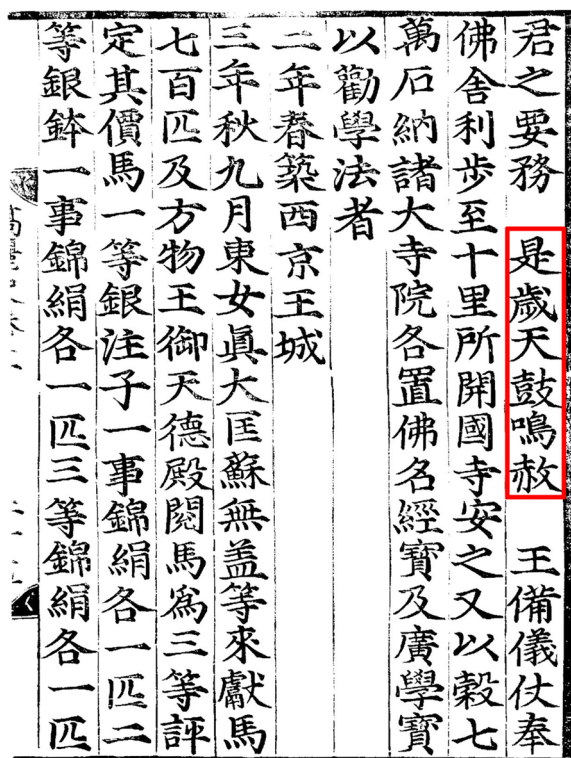 君之要務 是歲天鼓鳴赦 王備儀仗奉
佛舍利步至十里所開國寺安之又以穀七
萬石納諸大寺院各置佛名經寶及廣學寶
以勸學法者
二年春築西京王城
三年秋九月東女眞大匡蘇無盖等來獻馬
七百匹及方物王御天德殿閱馬爲三等評
定其價馬一等銀注子一事錦絹各一匹二
等銀鉢一事錦絹各一匹三等錦絹各一匹